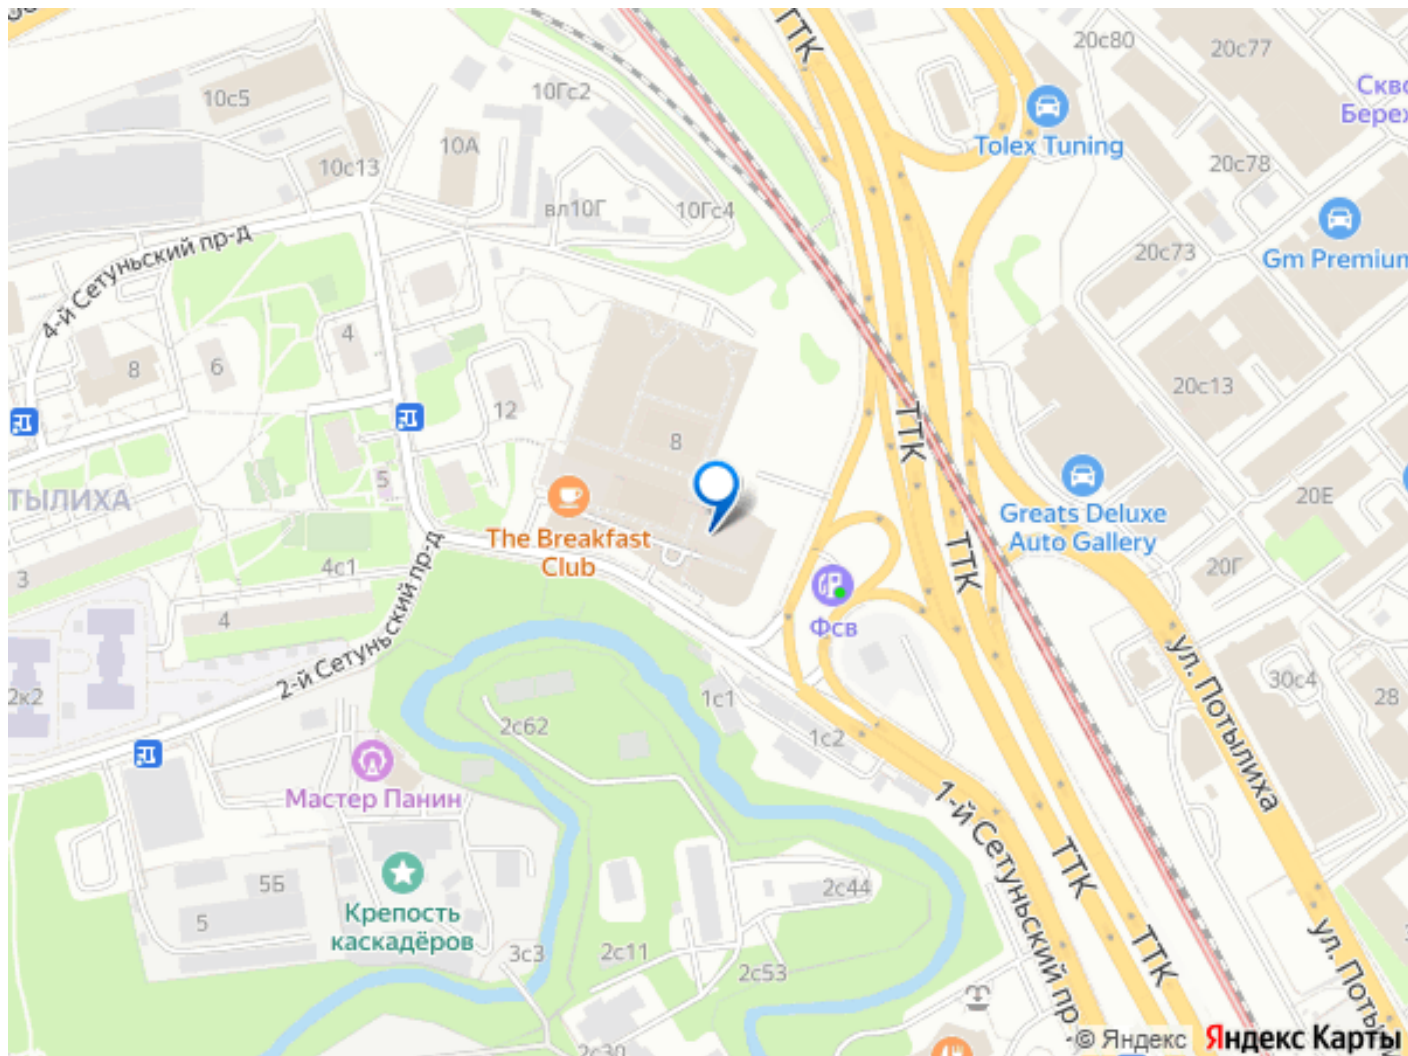 ТТК
20с80
20с77
10с5
10Гс2
Tolex Tuning
10А
10с13
20с78
вл10Г
10Гс4
4-й Сетуньский пр-д
20с73
Gm Premium
4
8
6
20с13
12
8
ТТК
5
ТЫЛИХА
20Е
The Breakfast
Club
Greats Deluxe
Auto Gallery
ТТК
3
4с1
20Г
4
Фсв
2-й Сетуньский пр-д
ул. Потылиха
2к2
1с1
30с4
28
2с62
1с2
Мастер Панин
1-й Сетуньский пр-
ТТК
5Б
2с44
Крепость
каскадёров
5
3с3
2с11
2с53
ТТК
ул. Поты
2с30
© Яндекс
Яндекс Карты